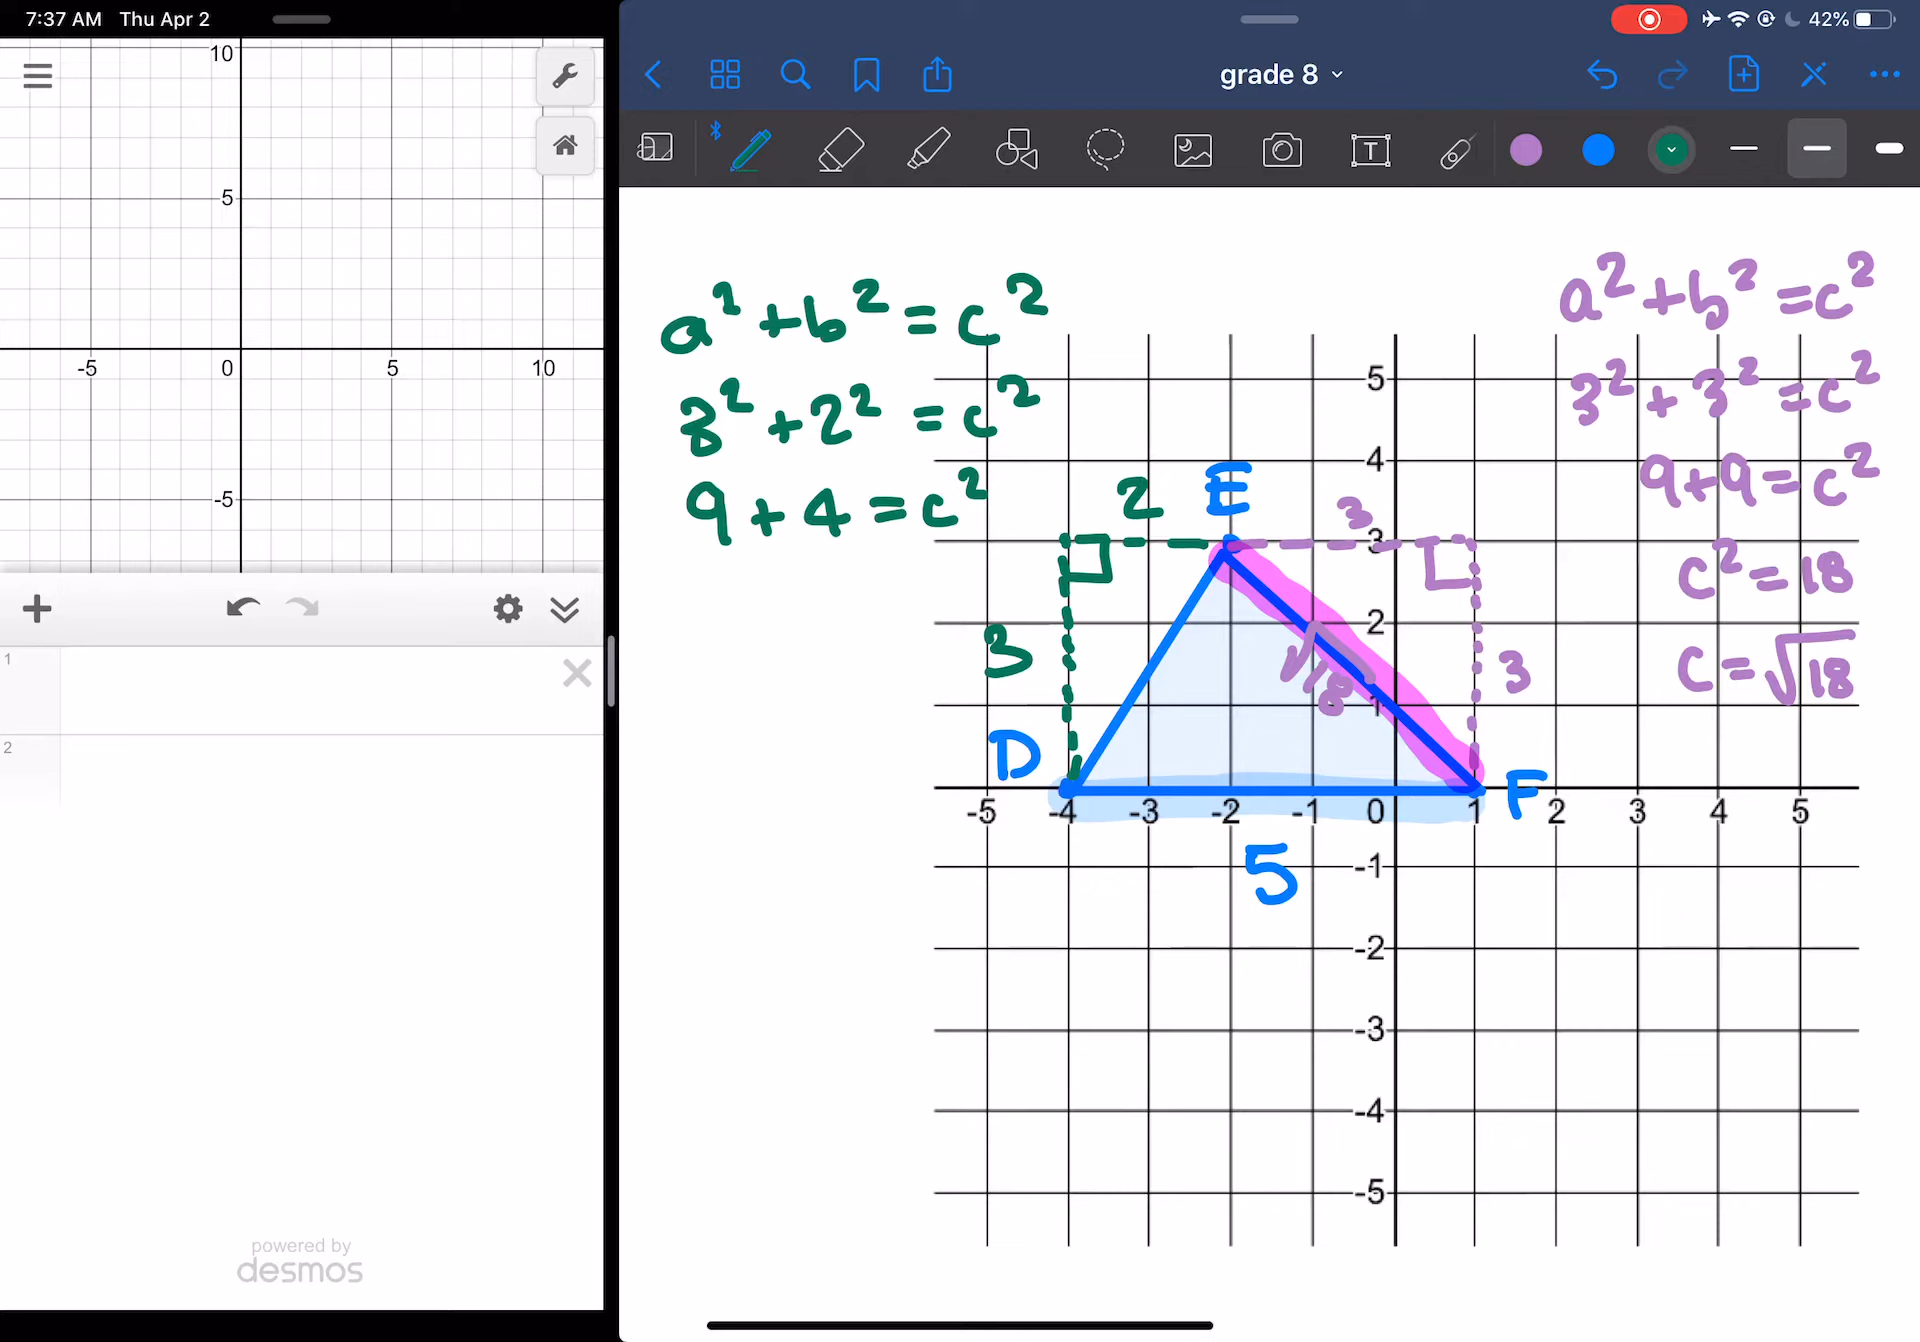 7:37 AM Thu Apr 2
10
5
-5
0
5
10
-5
1
2
powered by
desmos
grade 8
42%
T
a² + b² = c²
3² + 2² = c²
9 + 4 = c²
a² + b² = c²
3² + 3² = c²
9 + 9 = c²
c² = 18
c = √18
5
4
3
2
1
E
2
3
3
3
√18
D
F
-5 -4 -3 -2 -1 0 1 2 3 4 5
5
-1
-2
-3
-4
-5